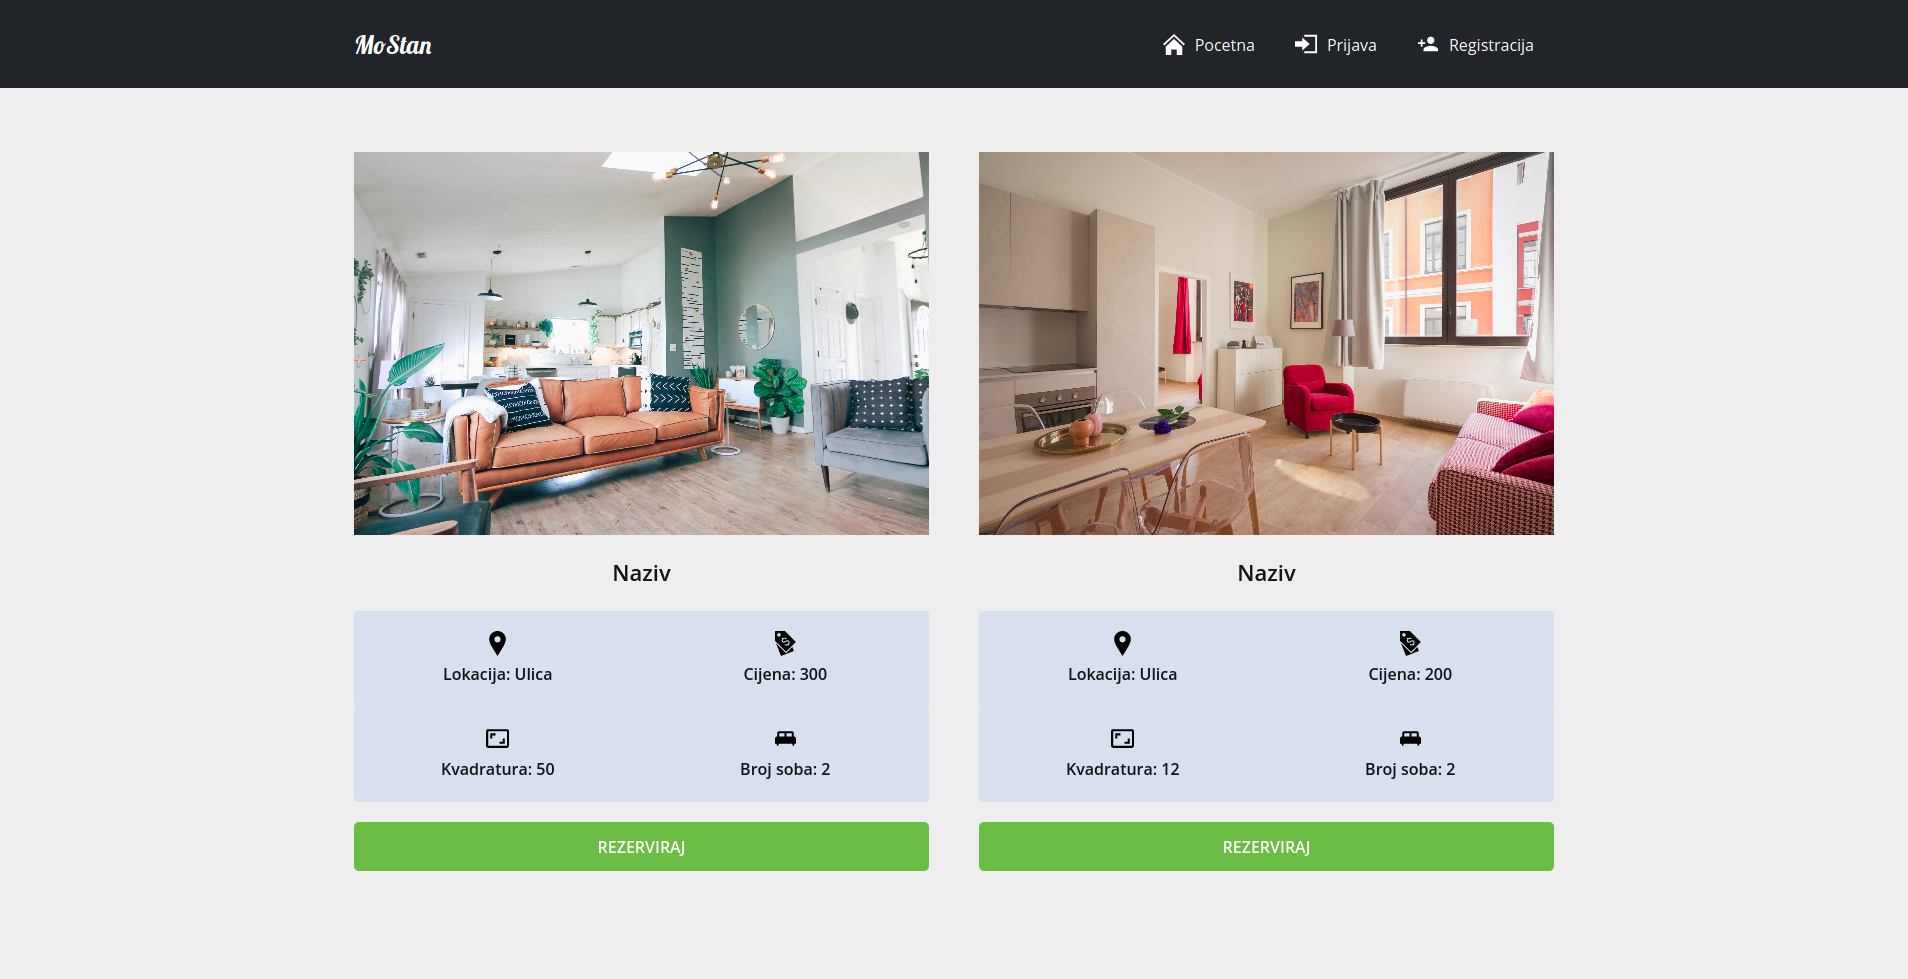 MoStan
Pocetna
Prijava
Registracija
Naziv
Lokacija: Ulica
Cijena: 300
Kvadratura: 50
Broj soba: 2
REZERVIRAJ
Naziv
Lokacija: Ulica
Cijena: 200
Kvadratura: 12
Broj soba: 2
REZERVIRAJ